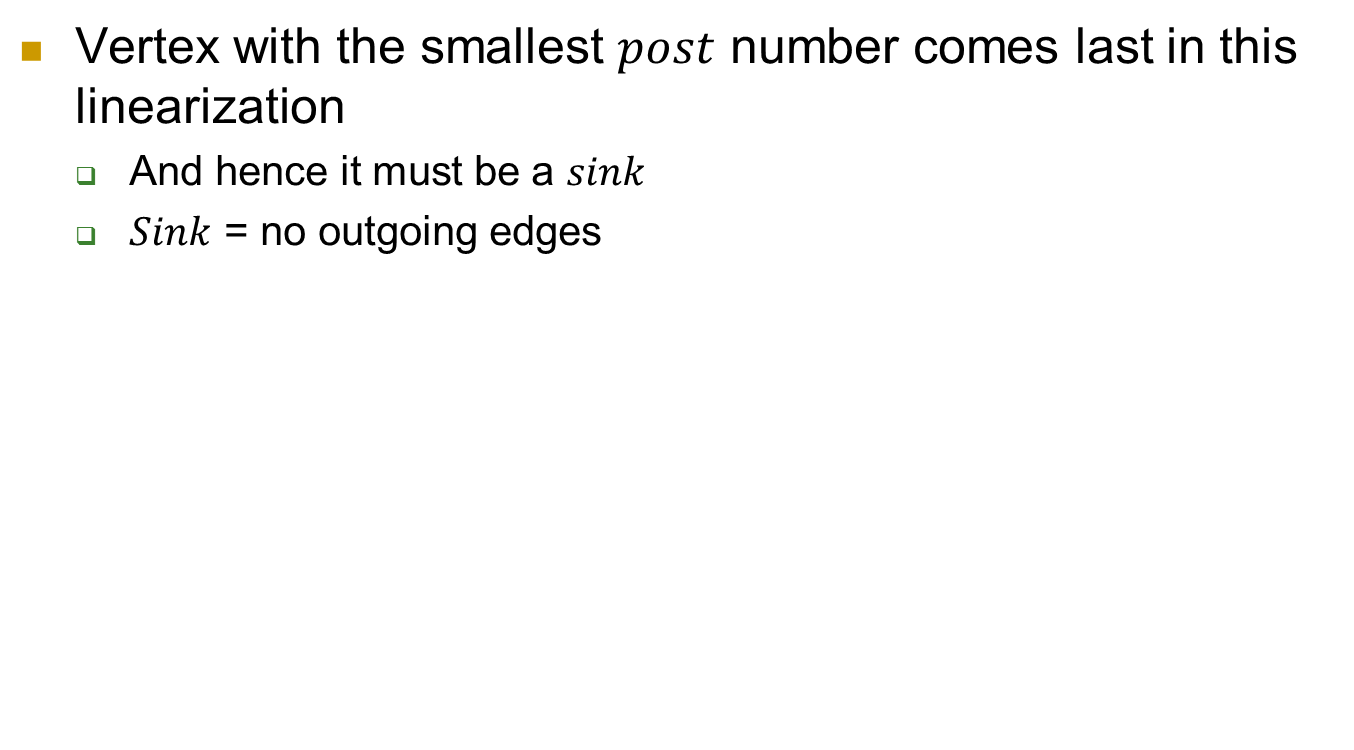 Vertex with the smallest post number comes last in this
linearization
And hence it must be a sink
Sink = no outgoing edges